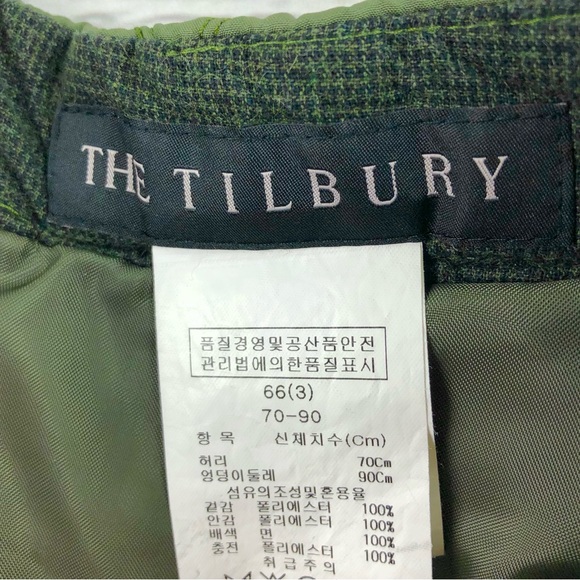 THE TILBURY
품질경영및공산품안전
관리법에의한품질표시
66(3)
70-90
항 목 신체치수(Cm)
허리 70Cm
엉덩이둘레 90Cm
섬유의조성및혼용율
겉감 폴리에스터 100%
안감 폴리에스터 100%
배색 면 100%
충전 폴리에스터 100%
취급주의